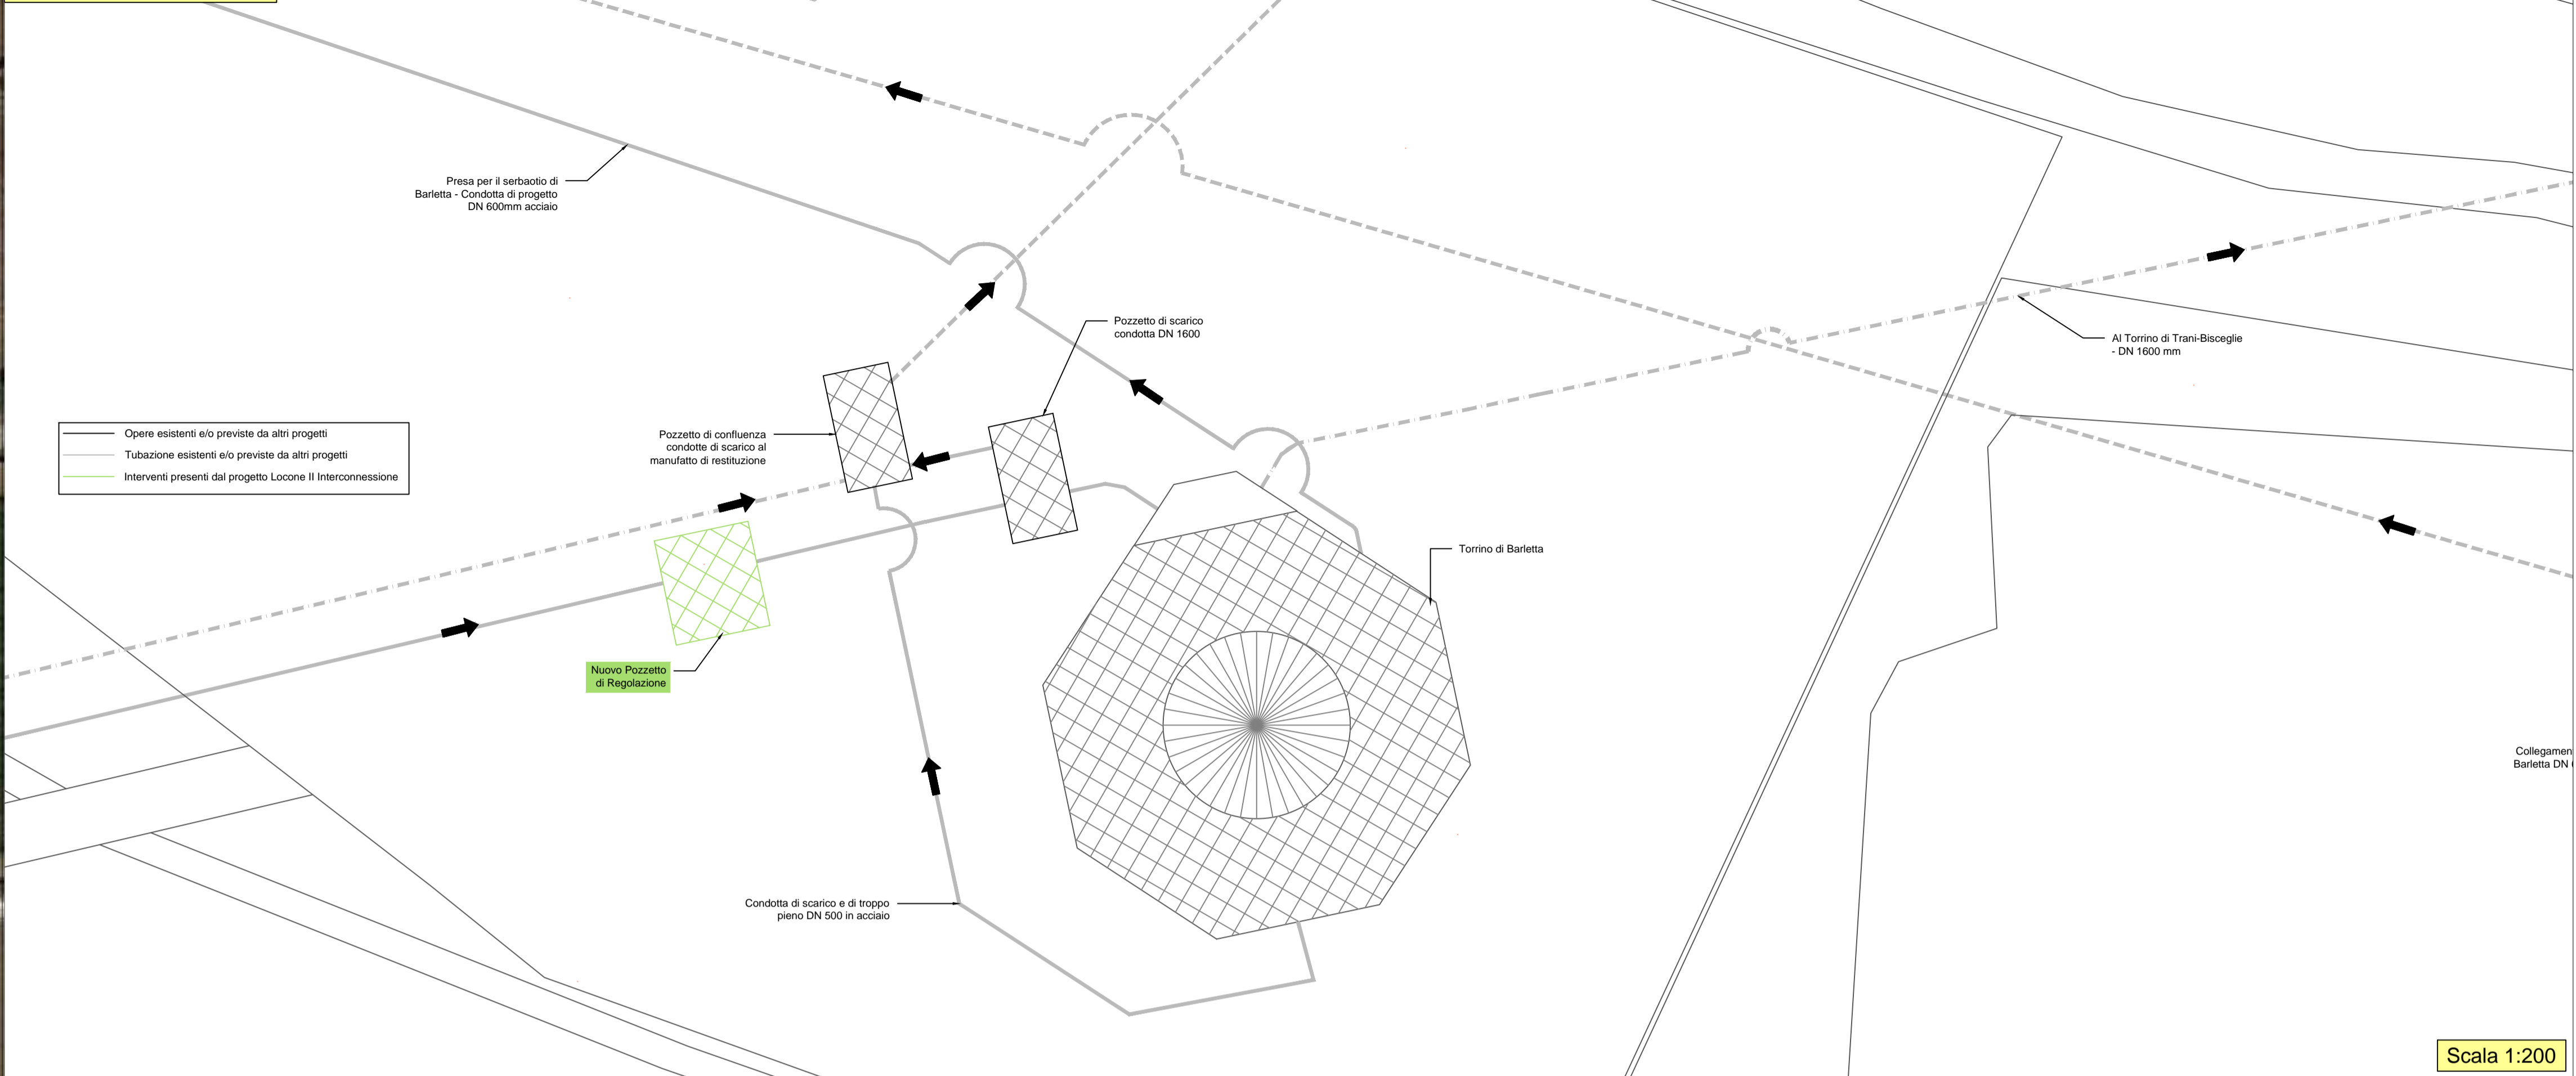 Presa per il serbaotio di
Barletta - Condotta di progetto
DN 600mm acciaio
Pozzetto di scarico
condotta DN 1600
Al Torrino di Trani-Bisceglie
- DN 1600 mm
Opere esistenti e/o previste da altri progetti
Tubazione esistenti e/o previste da altri progetti
Interventi presenti dal progetto Locone II Interconnessione
Pozzetto di confluenza
condotte di scarico al
manufatto di restituzione
Torrino di Barletta
Nuovo Pozzetto
di Regolazione
Collegamen
Barletta DN
Condotta di scarico e di troppo
pieno DN 500 in acciaio
Scala 1:200